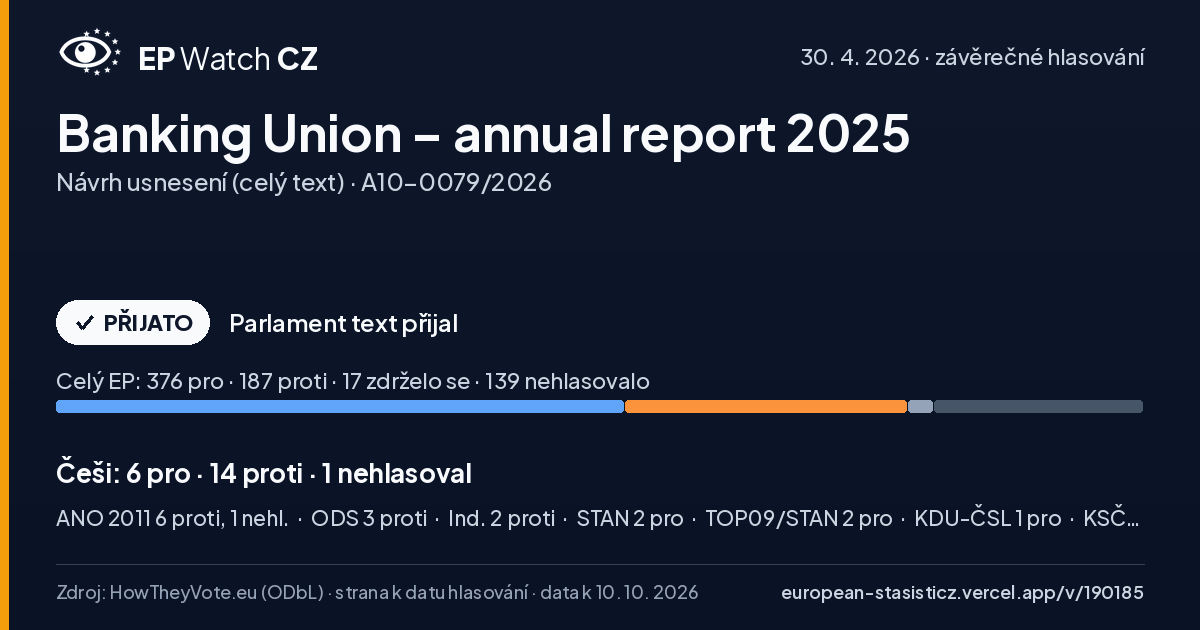 EP Watch CZ
30. 4. 2026 · závěrečné hlasování
Banking Union – annual report 2025
Návrh usnesení (celý text) · A10-0079/2026
PŘIJATO
Parlament text přijal
Celý EP: 376 pro · 187 proti · 17 zdrželo se · 139 nehlasovalo
Češi: 6 pro · 14 proti · 1 nehlasoval
ANO 2011 6 proti, 1 nehl. · ODS 3 proti · Ind. 2 proti · STAN 2 pro · TOP09/STAN 2 pro · KDU-ČSL 1 pro · KSČ…
Zdroj: HowTheyVote.eu (ODbL) · strana k datu hlasování · data k 10. 10. 2026
european-stasisticz.vercel.app/v/190185